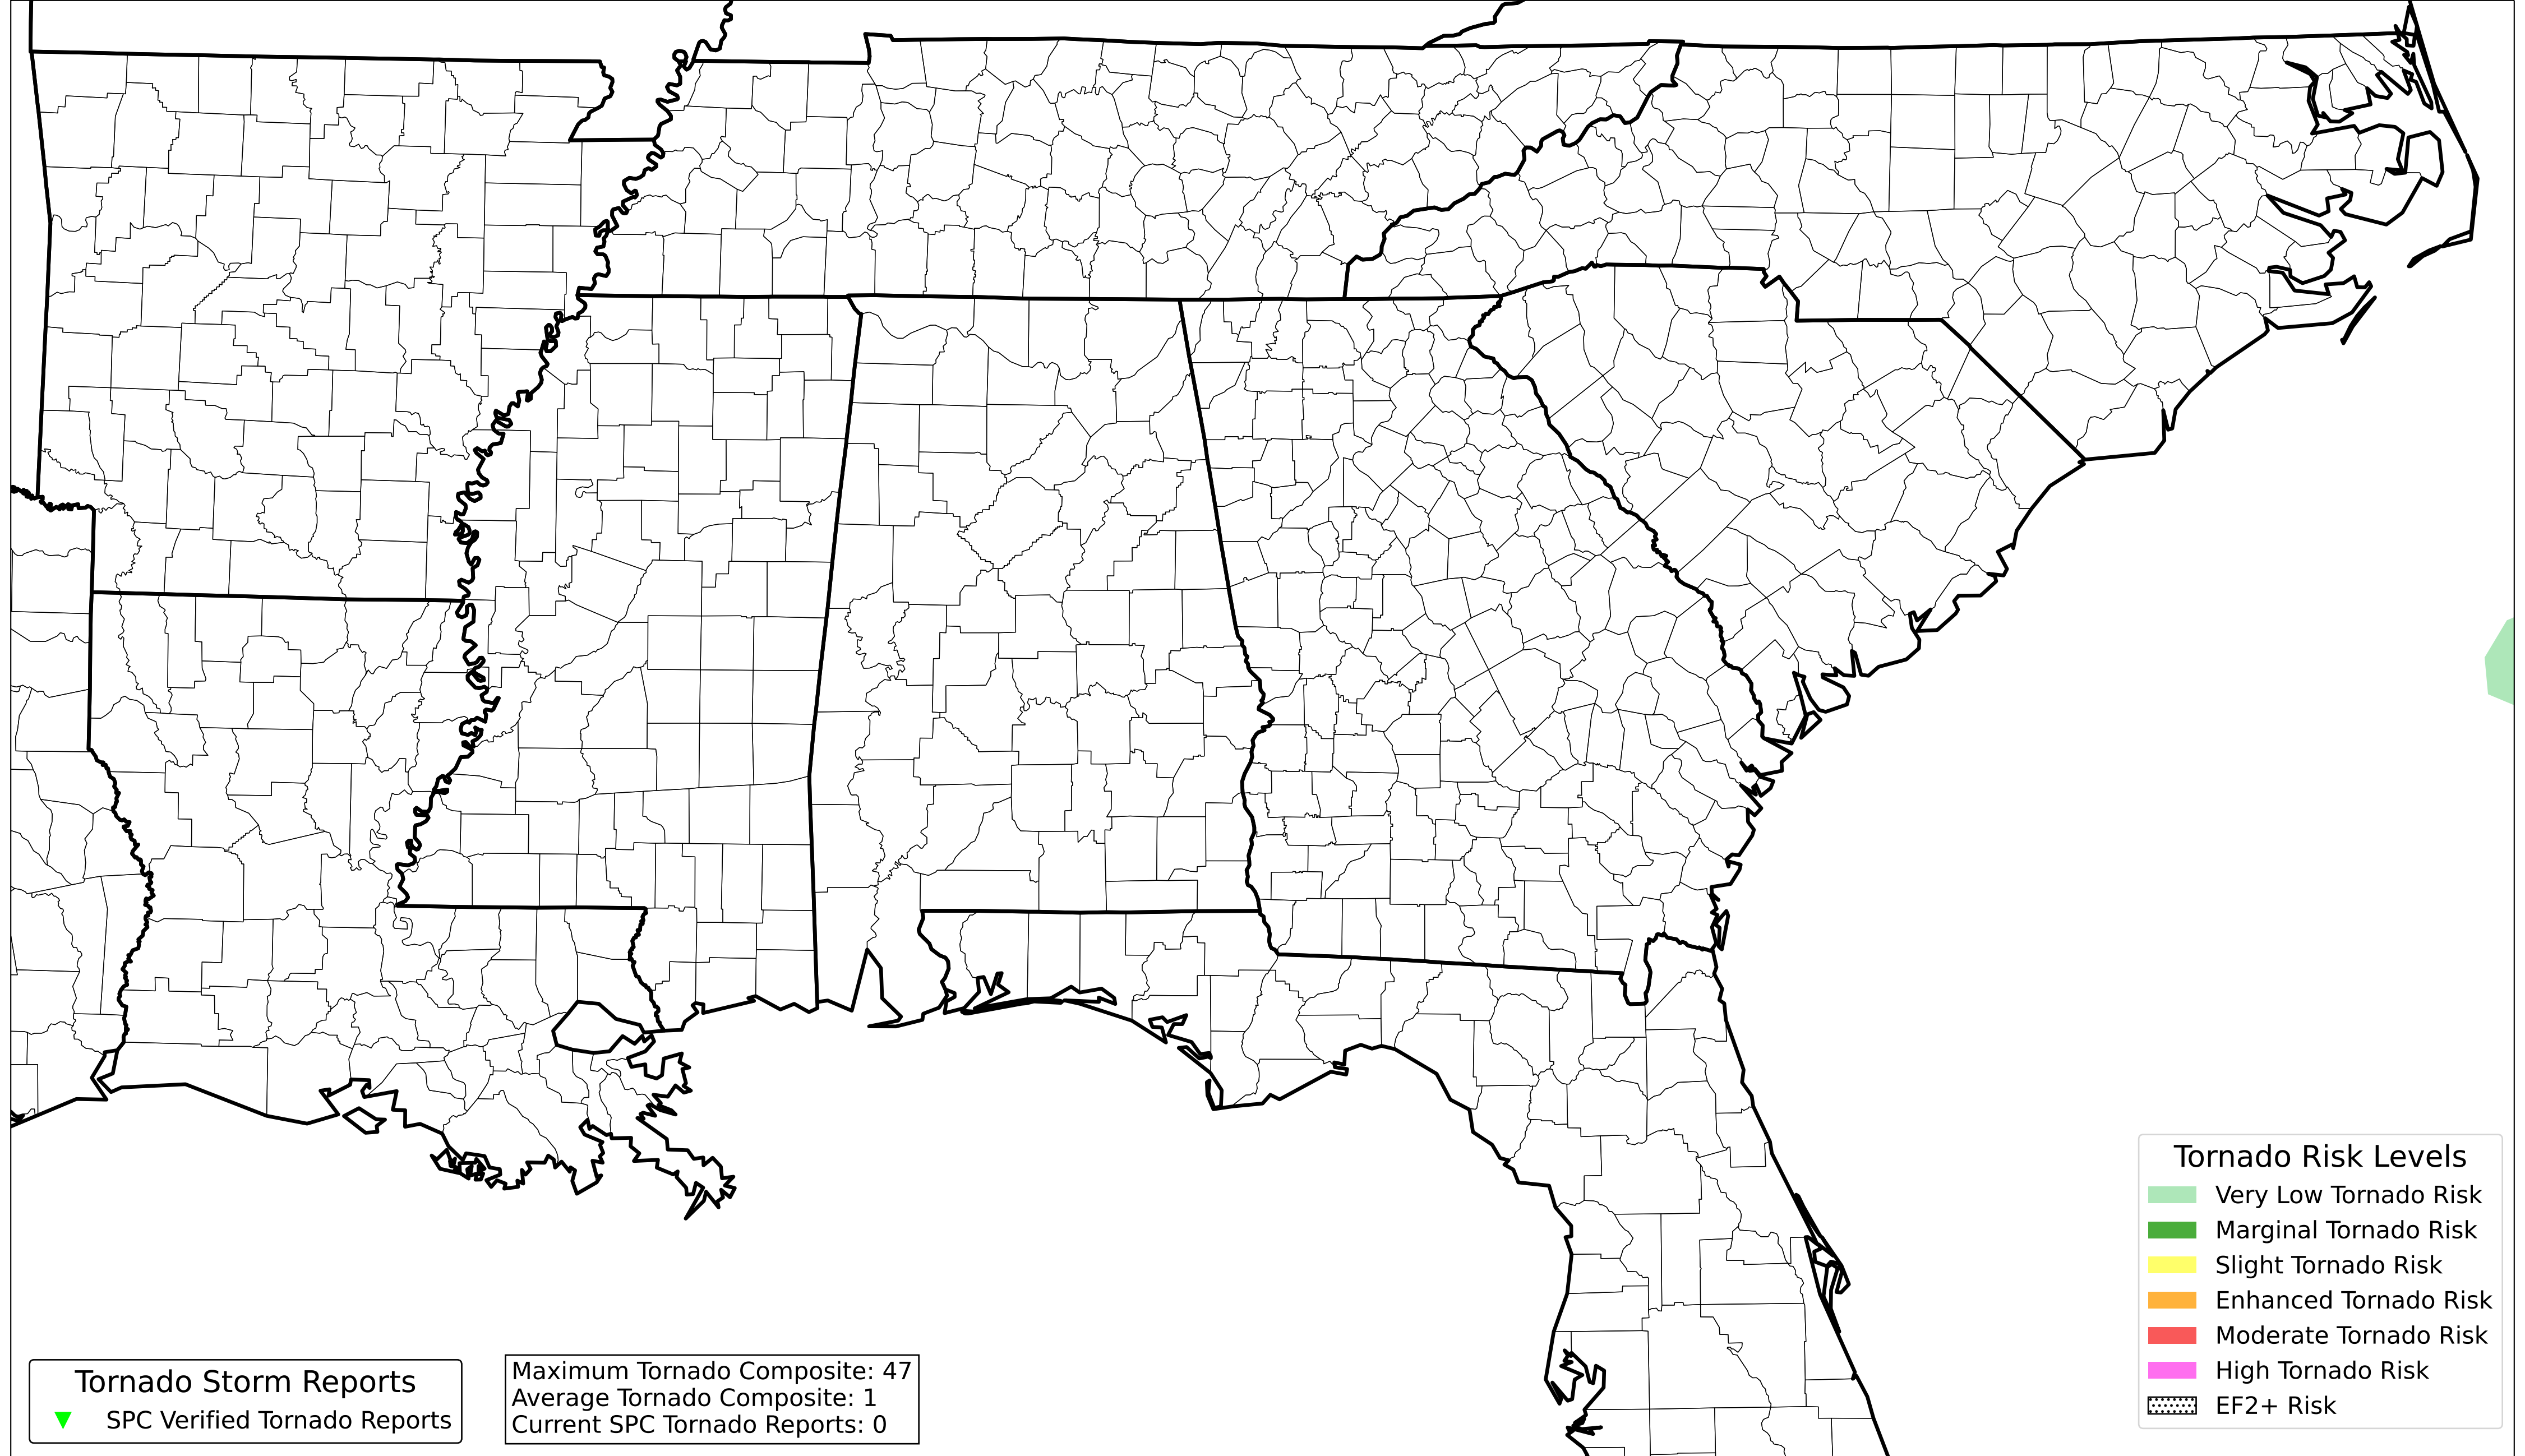 Tornado Risk Levels
Very Low Tornado Risk
Marginal Tornado Risk
Slight Tornado Risk
Enhanced Tornado Risk
Moderate Tornado Risk
High Tornado Risk
EF2+ Risk
Tornado Storm Reports
SPC Verified Tornado Reports
Maximum Tornado Composite: 47
Average Tornado Composite: 1
Current SPC Tornado Reports: 0